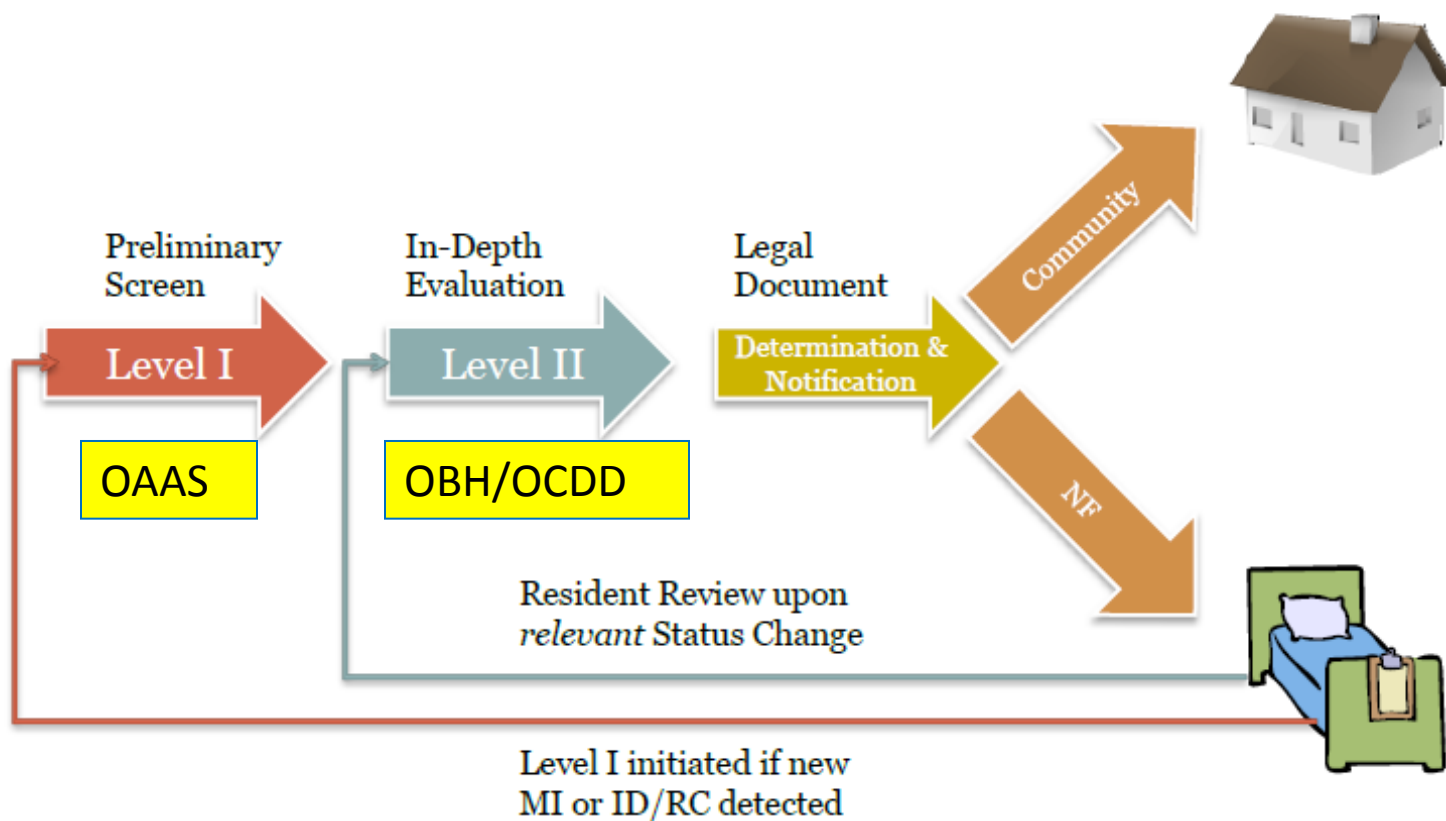 Preliminary
Screen
In-Depth
Evaluation
Legal
Document
Community
Level I
Level II
Determination &
Notification
OAAS
OBH/OCDD
NF
Resident Review upon
relevant Status Change
Level I initiated if new
MI or ID/RC detected